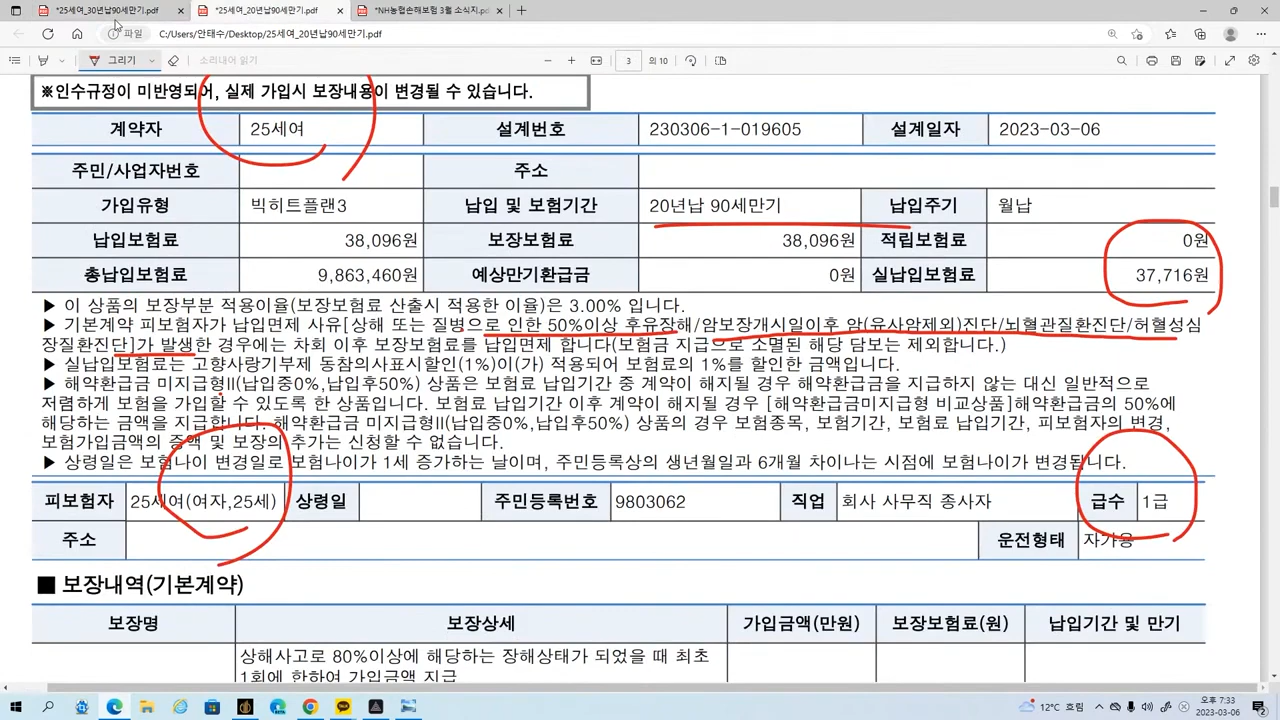 *25세여_30년납90세만기.pdf
*25세여_20년납90세만기.pdf
*NH농협손해보험 3월 소식지.pd
파일 C:/Users/안태수/Desktop/25세여_20년납90세만기.pdf
그리기 소리내어 읽기 3 외 10
※인수규정이 미반영되어, 실제 가입시 보장내용이 변경될 수 있습니다.
계약자 25세여 설계번호 230306-1-019605 설계일자 2023-03-06
주민/사업자번호 주소
가입유형 빅히트플랜3 납입 및 보험기간 20년납 90세만기 납입주기 월납
납입보험료 38,096원 보장보험료 38,096원 적립보험료 0원
총납입보험료 9,863,460원 예상만기환급금 0원 실납입보험료 37,716원
▶ 이 상품의 보장부분 적용이율(보장보험료 산출시 적용한 이율)은 3.00% 입니다.
▶ 기본계약 피보험자가 납입면제 사유[상해 또는 질병으로 인한 50%이상 후유장해/암보장개시일이후 암(유사암제외)진단/뇌혈관질환진단/허혈성심
장질환진단]가 발생한 경우에는 차회 이후 보장보험료를 납입면제 합니다(보험금 지급으로 소멸된 해당 담보는 제외합니다.)
▶ 실납입보험료는 고향사랑기부제 동참의사표시할인(1%)이(가) 적용되어 보험료의 1%를 할인한 금액입니다.
▶ 해약환급금 미지급형II(납입중0%,납입후50%) 상품은 보험료 납입기간 중 계약이 해지될 경우 해약환급금을 지급하지 않는 대신 일반적으로
저렴하게 보험을 가입할 수 있도록 한 상품입니다. 보험료 납입기간 이후 계약이 해지될 경우 [해약환급금미지급형 비교상품]해약환급금의 50%에
해당하는 금액을 지급합니다. 해약환급금 미지급형II(납입중0%,납입후50%) 상품의 경우 보험종목, 보험기간, 보험료 납입기간, 피보험자의 변경,
보험가입금액의 증액 및 보장의 추가는 신청할 수 없습니다.
▶ 상령일은 보험나이 변경일로 보험나이가 1세 증가하는 날이며, 주민등록상의 생년월일과 6개월 차이나는 시점에 보험나이가 변경됩니다.
피보험자 25세여(여자,25세) 상령일 주민등록번호 9803062 직업 회사 사무직 종사자 급수 1급
주소 운전형태 자가용
■ 보장내역(기본계약)
보장명 보장상세 가입금액(만원) 보장보험료(원) 납입기간 및 만기
상해사고로 80%이상에 해당하는 장해상태가 되었을 때 최초
1회에 한하여 가입금액 지급
12°C 흐림 오후 7:33
2023-03-06